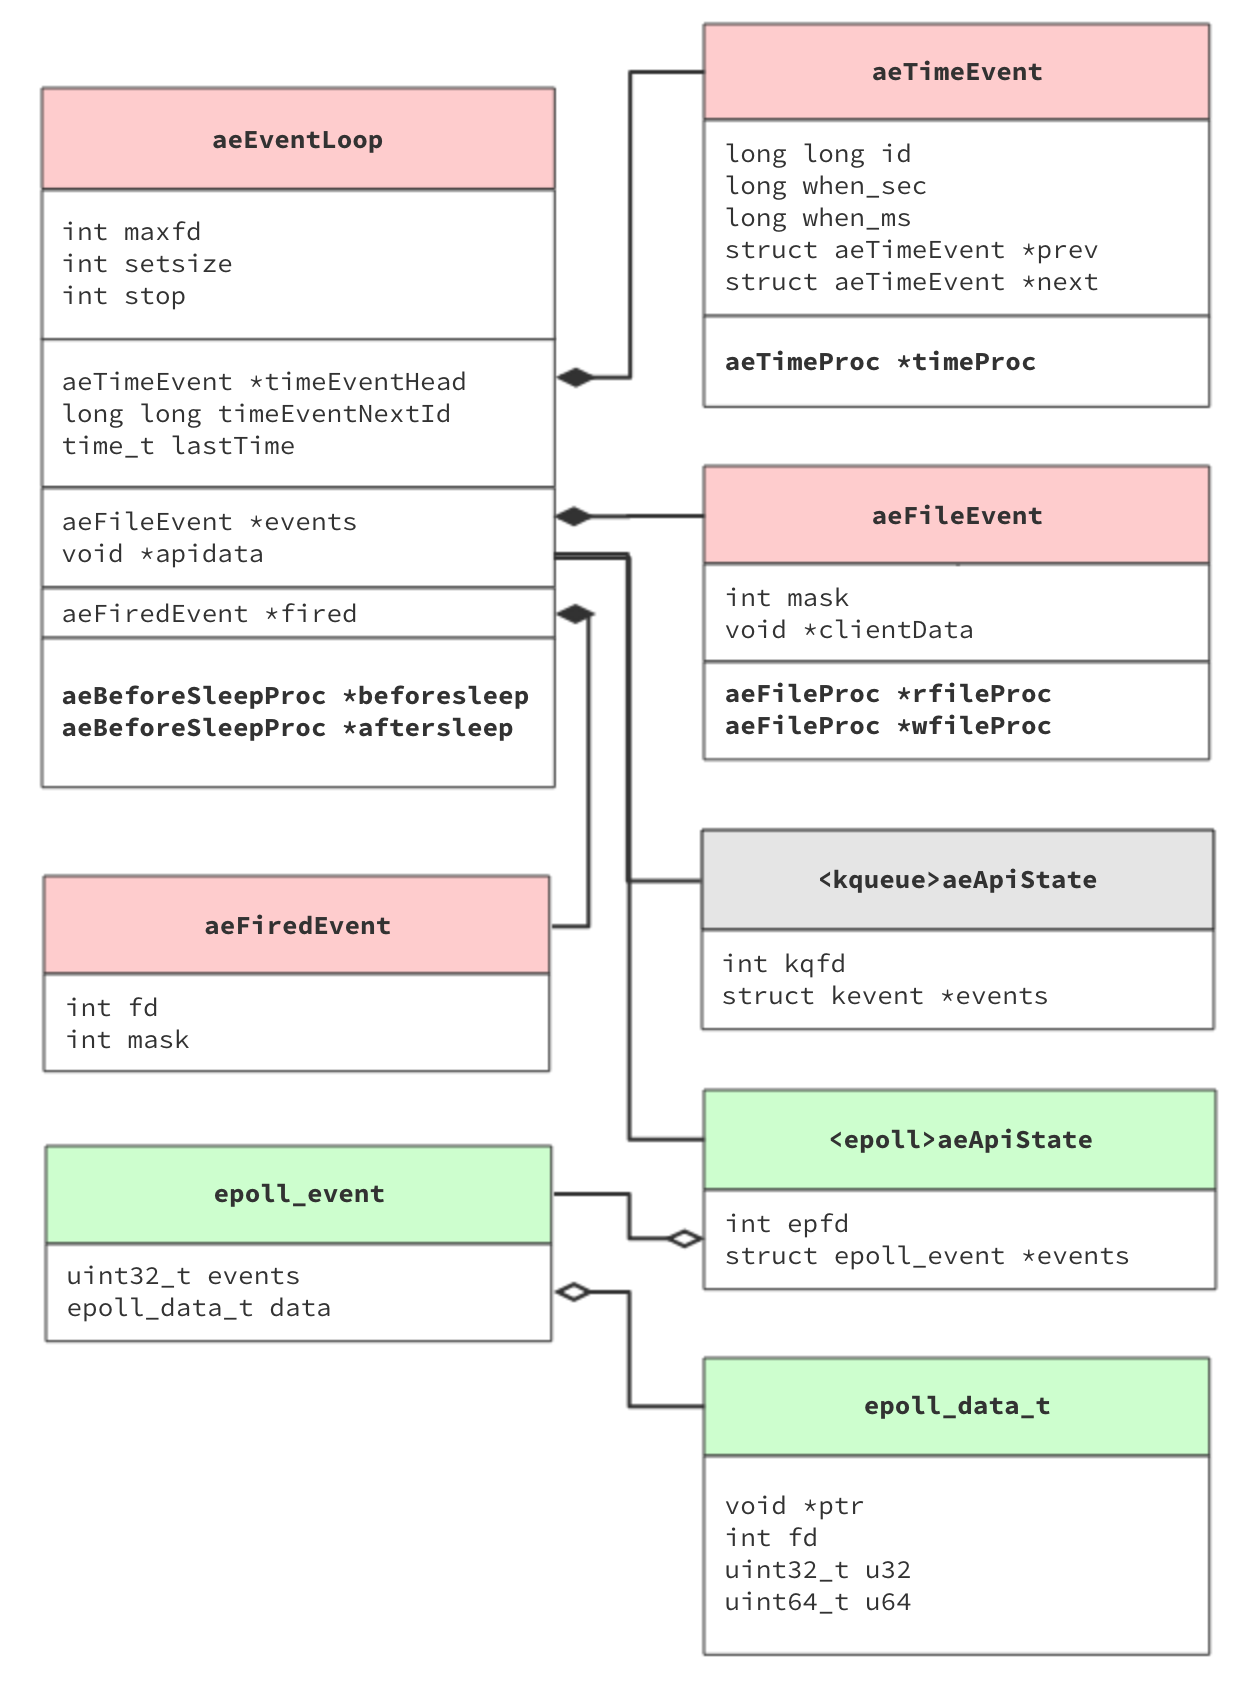 aeEventLoop
int maxfd
int setsize
int stop
aeTimeEvent *timeEventHead
long long timeEventNextId
time_t lastTime
aeFileEvent *events
void *apidata
aeFiredEvent *fired
aeBeforeSleepProc *beforesleep
aeBeforeSleepProc *aftersleep
aeTimeEvent
long long id
long when_sec
long when_ms
struct aeTimeEvent *prev
struct aeTimeEvent *next
aeTimeProc *timeProc
aeFileEvent
int mask
void *clientData
aeFileProc *rfileProc
aeFileProc *wfileProc
<kqueue>aeApiState
int kqfd
struct kevent *events
aeFiredEvent
int fd
int mask
<epoll>aeApiState
int epfd
struct epoll_event *events
epoll_event
uint32_t events
epoll_data_t data
epoll_data_t
void *ptr
int fd
uint32_t u32
uint64_t u64